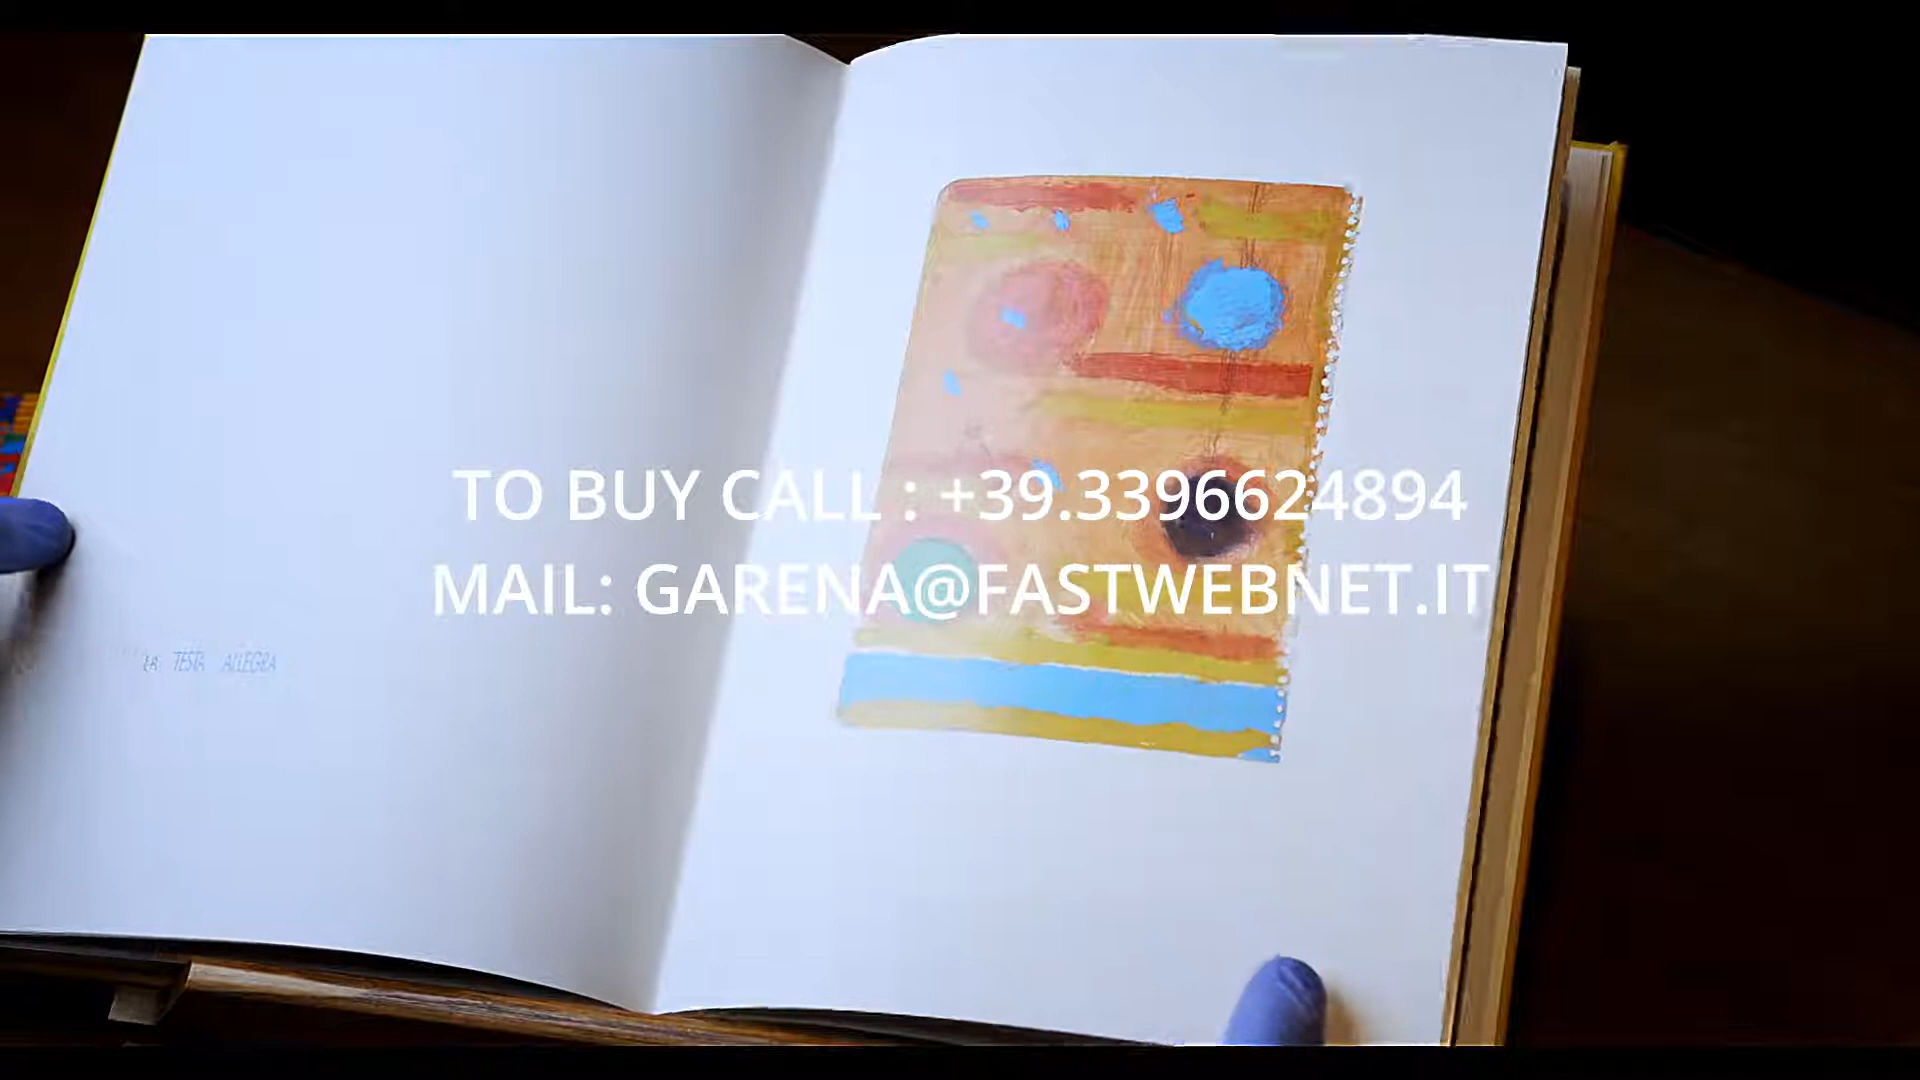 TO BUY CALL : +39.3396624894
MAIL: GARENA@FASTWEBNET.IT
LA TESTA ALLEGRA